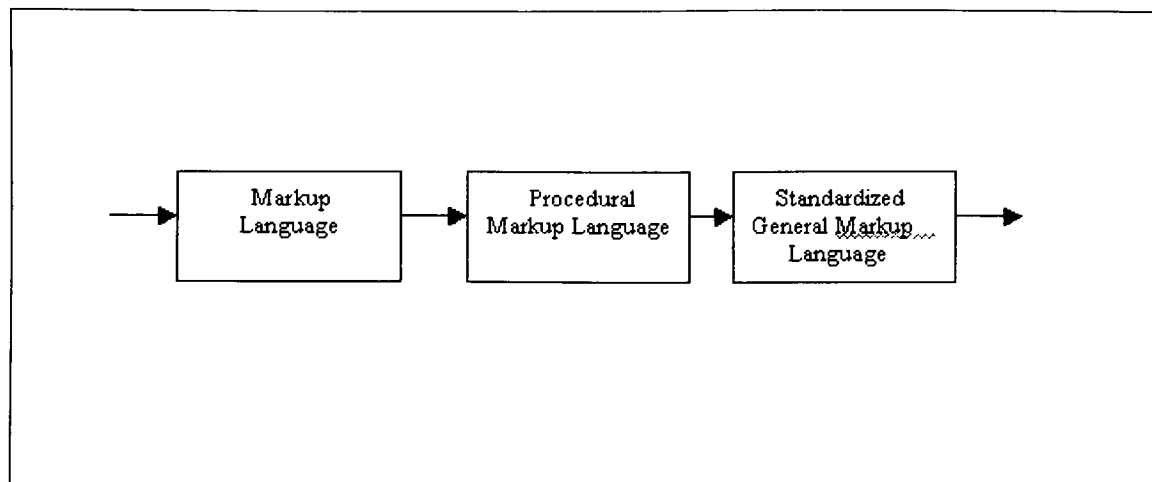 Markup
Language
Procedural
Markup Language
Standardized
General Markup
Language